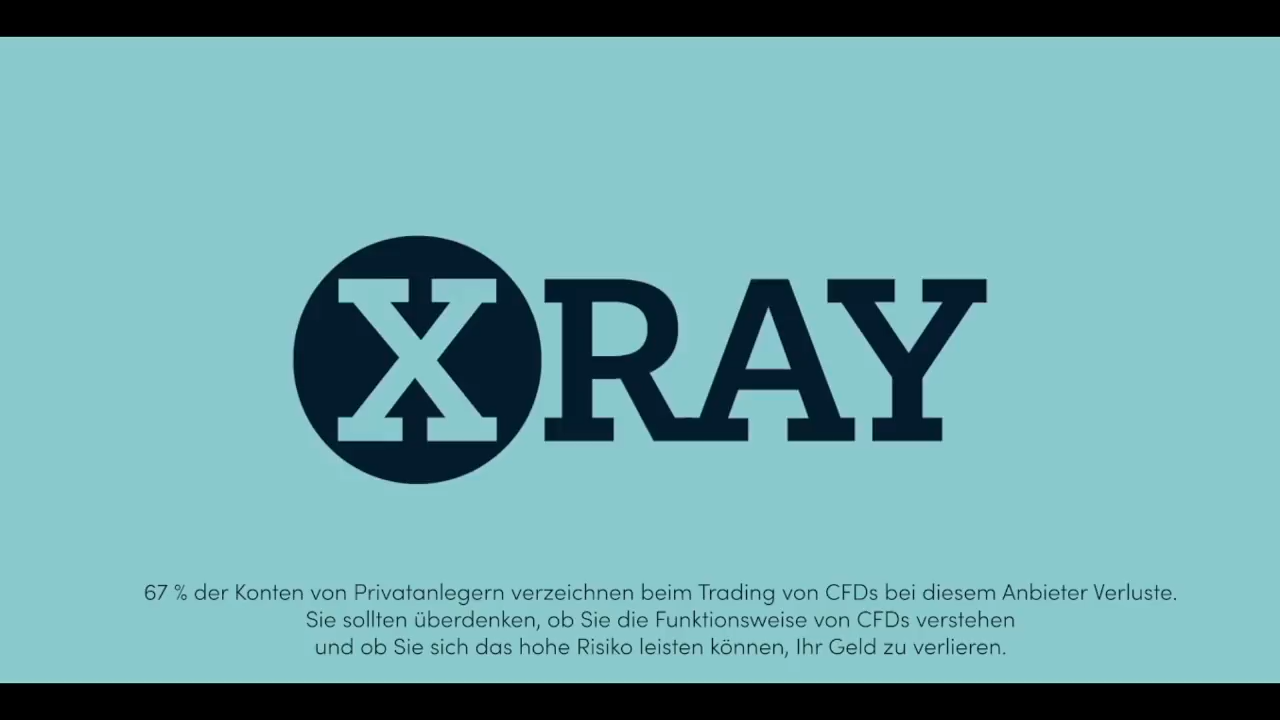 XRAY
67 % der Konten von Privatanlegern verzeichnen beim Trading von CFDs bei diesem Anbieter Verluste.
Sie sollten überdenken, ob Sie die Funktionsweise von CFDs verstehen
und ob Sie sich das hohe Risiko leisten können, Ihr Geld zu verlieren.